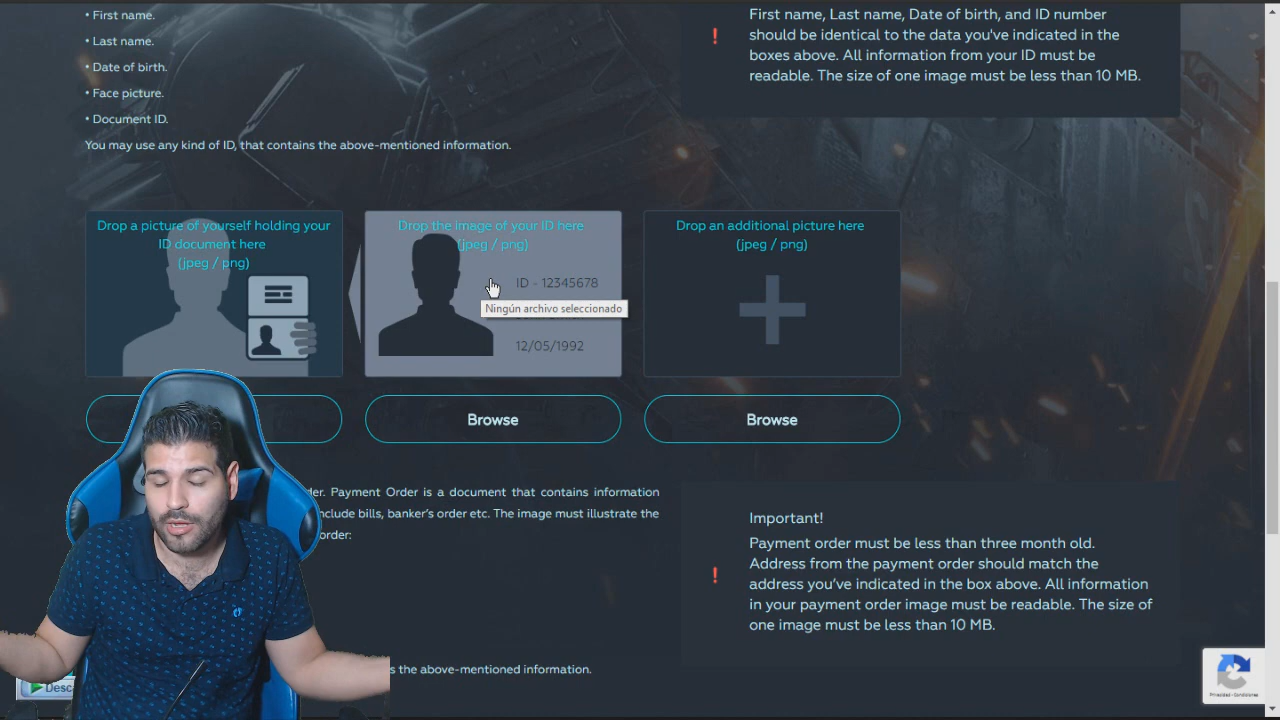 • First name.
• Last name.
• Date of birth.
• Face picture.
• Document ID.
You may use any kind of ID, that contains the above-mentioned information.
First name, Last name, Date of birth, and ID number
should be identical to the data you've indicated in the
boxes above. All information from your ID must be
readable. The size of one image must be less than 10 MB.
Drop a picture of yourself holding your
ID document here
(jpeg / png)
Drop the image of your ID here
(jpeg / png)
ID - 12345678
Ningún archivo seleccionado
12/05/1992
Drop an additional picture here
(jpeg / png)
Browse
Browse
Payment Order is a document that contains information
include bills, banker's order etc. The image must illustrate the
order:
the above-mentioned information.
Important!
Payment order must be less than three month old.
Address from the payment order should match the
address you've indicated in the box above. All information
in your payment order image must be readable. The size of
one image must be less than 10 MB.
Privacidad - Condiciones